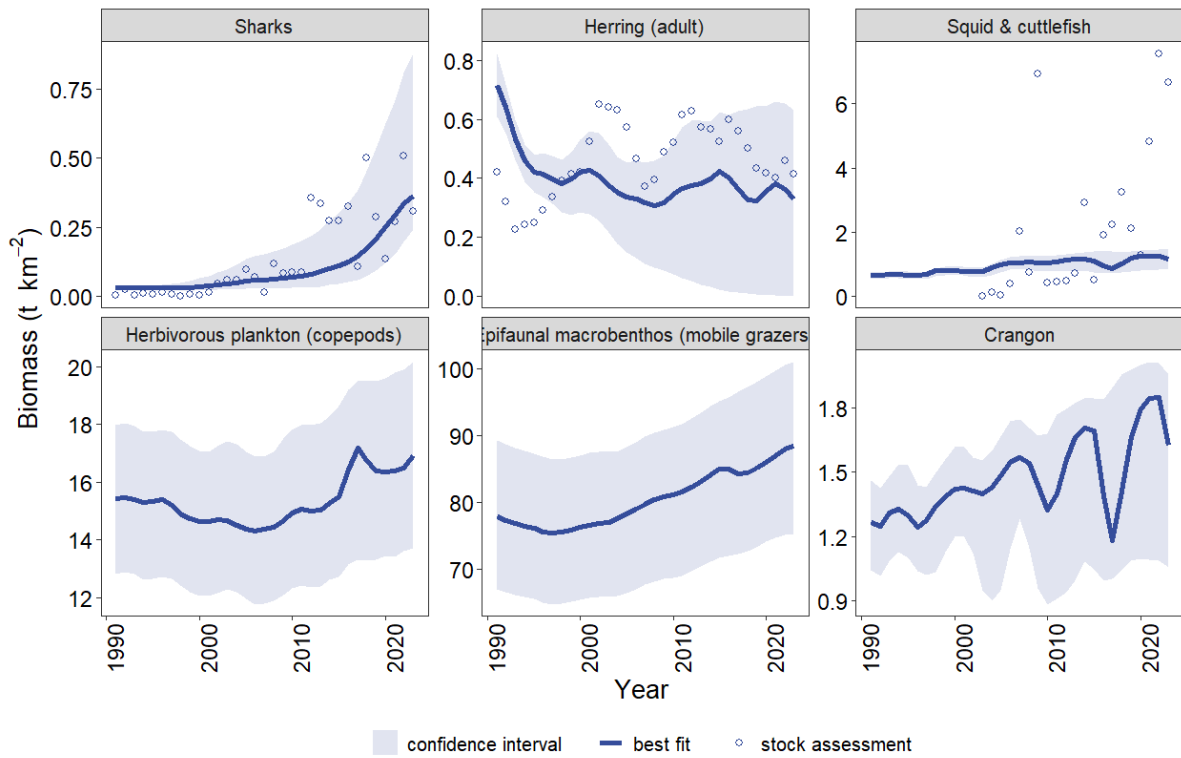 Sharks
Herring (adult)
Squid & cuttlefish
0.75
0.50
0.25
0.00
0.8
0.6
0.4
0.2
0.0
6
4
2
0
Biomass (t km⁻²)
Herbivorous plankton (copepods)
Epifaunal macrobenthos (mobile grazers
Crangon
20
18
16
14
12
100
90
80
70
1.8
1.5
1.2
0.9
1990 2000 2010 2020
1990 2000 2010 2020
1990 2000 2010 2020
Year
confidence interval best fit stock assessment